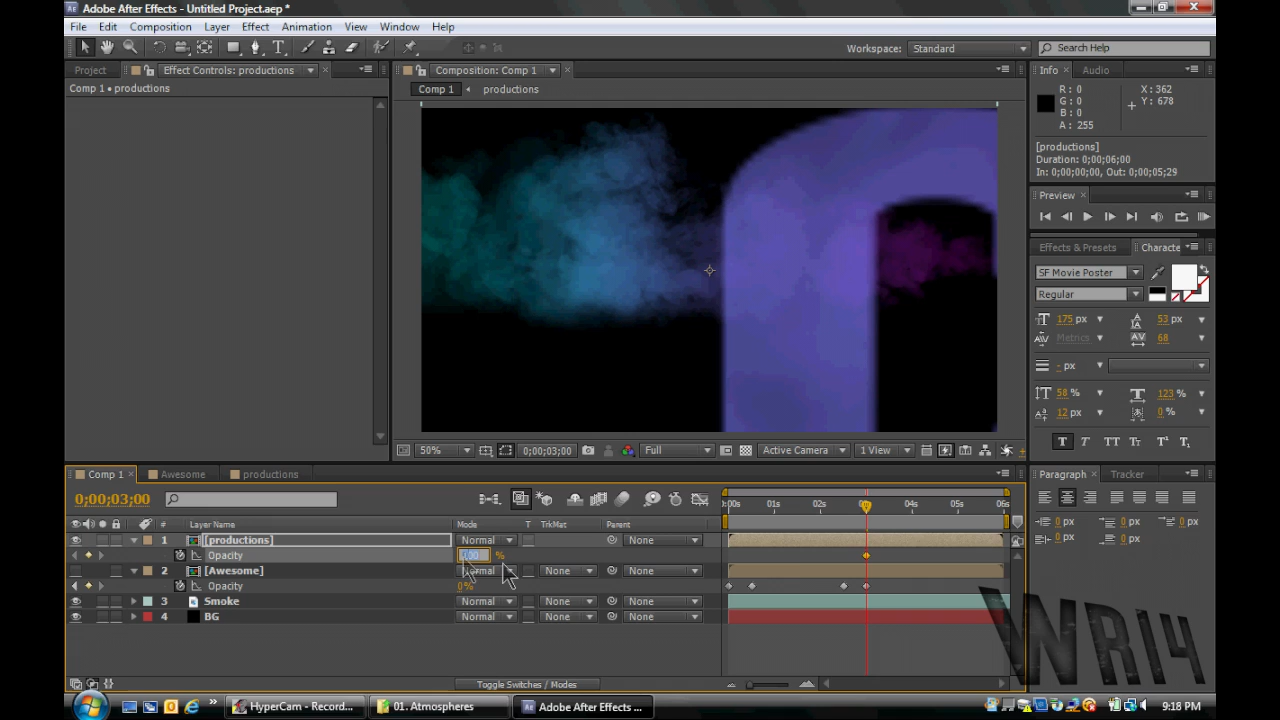 Adobe After Effects - Untitled Project.aep *
File Edit Composition Layer Effect Animation View Window Help
Workspace: Standard Search Help
Project Effect Controls: productions Composition: Comp 1 Info Audio
Comp 1 • productions
Comp 1 productions
R: 0 X: 362
G: 0 Y: 678
B: 0
A: 255
[productions]
Duration: 0;00;06;00
In: 0;00;00;00, Out: 0;00;05;29
Preview
Effects & Presets Characte
SF Movie Poster
Regular
175 px 53 px
Metrics 68
- px
58 % 123 %
12 px 0 %
T T TT Tr T¹ T₁
50% 0;00;03;00 Full Active Camera 1 View
Comp 1 Awesome productions Paragraph Tracker
0;00;03;00
# Layer Name Mode T TrkMat Parent
:00s 01s 02s 04s 05s 06s
1 [productions] Normal None
Opacity 100 %
2 [Awesome] Normal None None
Opacity 0%
3 Smoke Normal None None
4 BG Normal None None
0 px 0 px 0 px
0 px 0 px
Toggle Switches / Modes
WR14
HyperCam - Record... 01. Atmospheres Adobe After Effects ... 9:18 PM